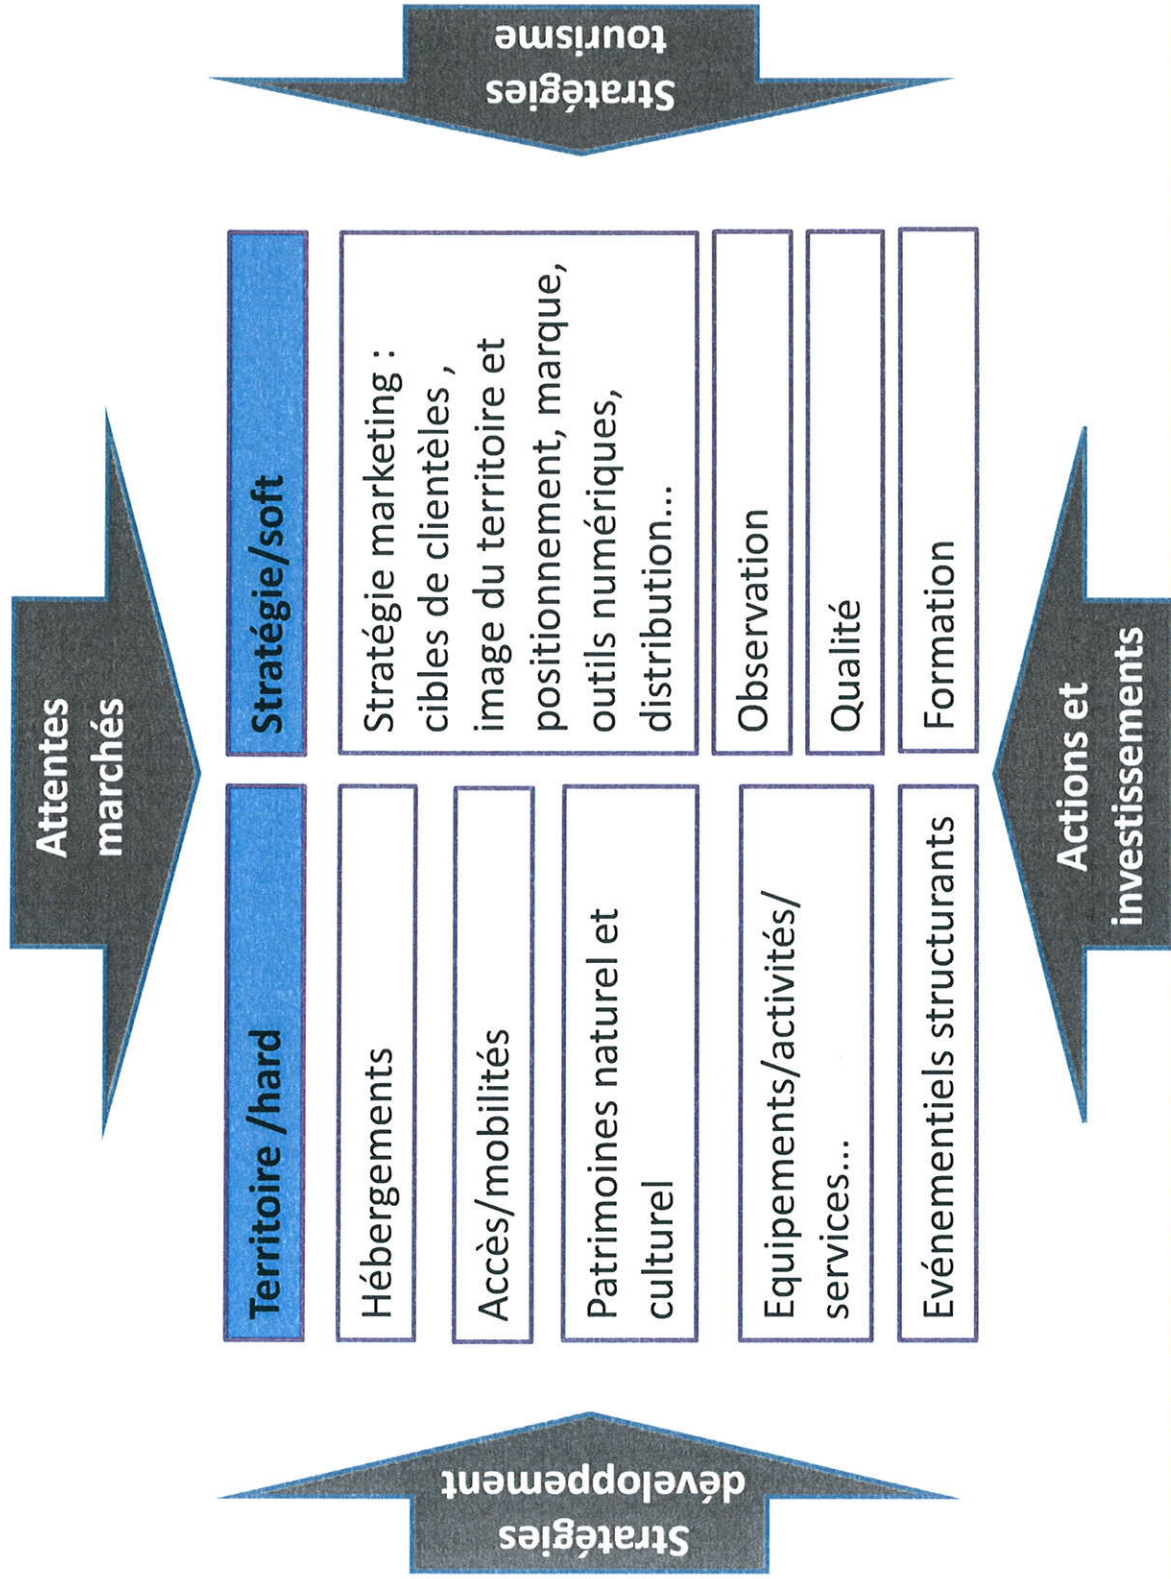 Attentes
marchés
Stratégies
développement
Territoire /hard
Hébergements
Accès/mobilités
Patrimoines naturel et
culturel
Equipements/activités/
services...
Evénementiels structurants
Stratégie/soft
Stratégie marketing :
cibles de clientèles ,
image du territoire et
positionnement, marque,
outils numériques,
distribution...
Observation
Qualité
Formation
Stratégies
tourisme
Actions et
investissements